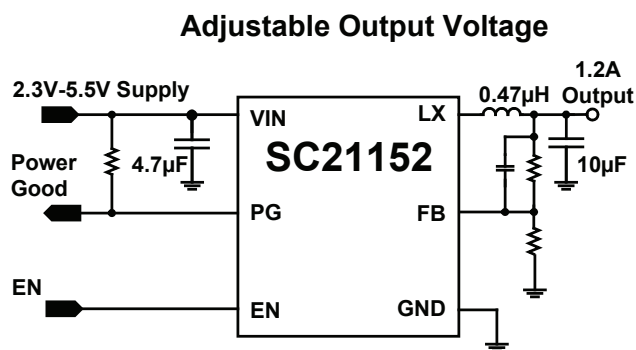 Adjustable Output Voltage
2.3V-5.5V Supply
VIN
LX
0.47µH
1.2A
Output
SC21152
Power
Good
4.7µF
10µF
PG
FB
EN
EN
GND